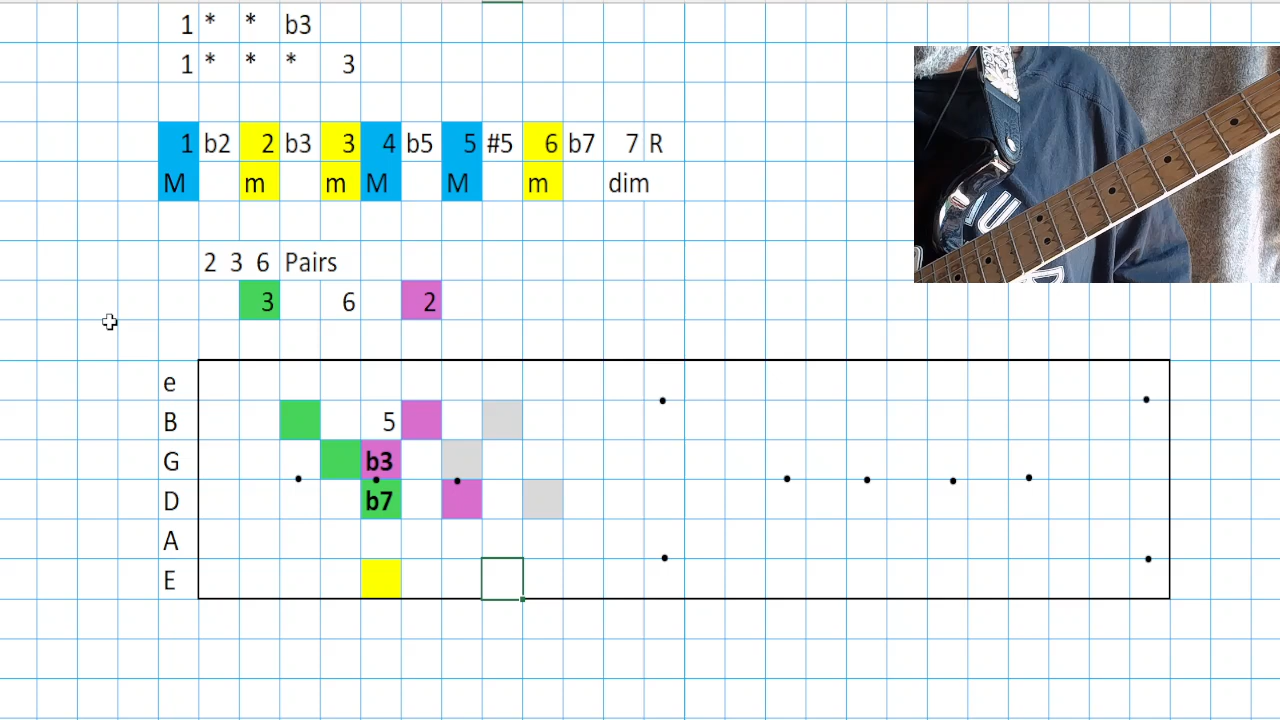 1 * * b3
1 * * * 3
1 b2 2 b3 3 4 b5 5 #5 6 b7 7 R
M m m M M m dim
2 3 6 Pairs
3 6 2
e
B 5
G b3
D b7
A
E